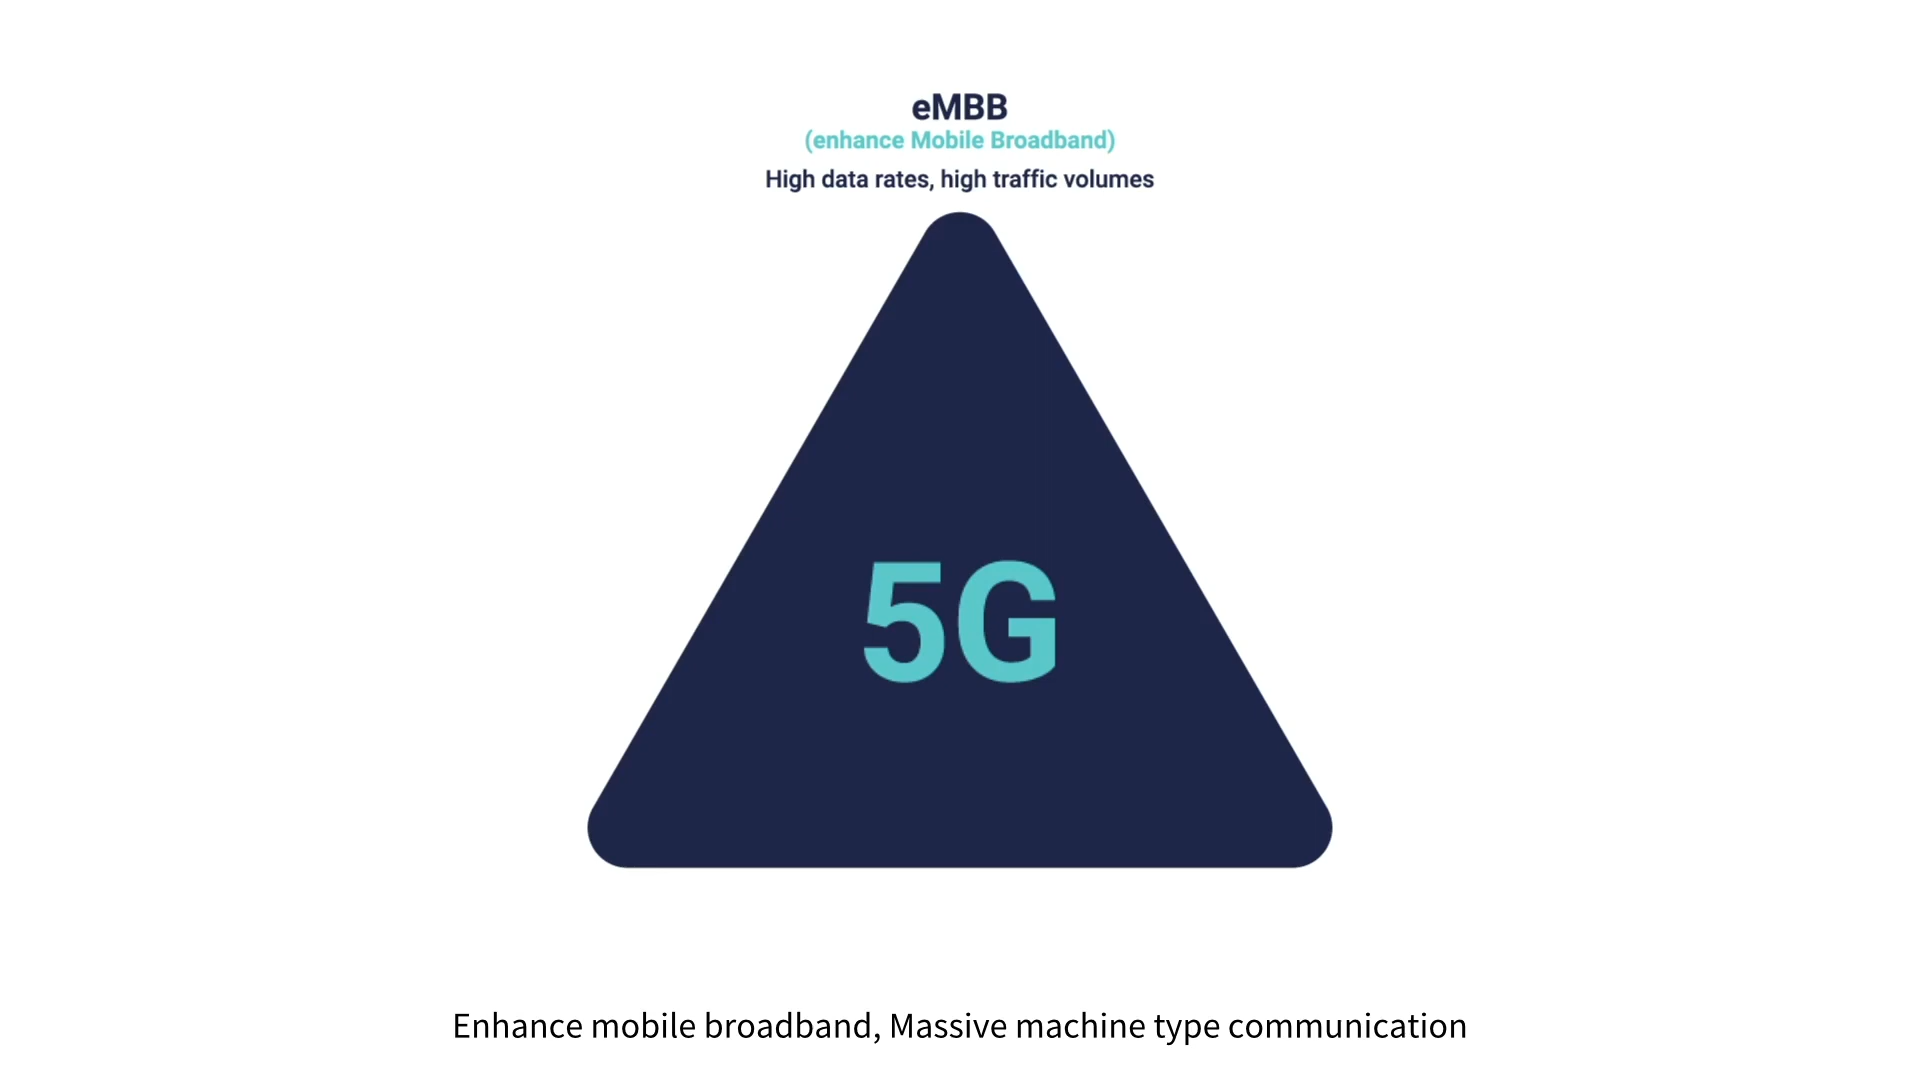 eMBB
(enhance Mobile Broadband)
High data rates, high traffic volumes
5G
Enhance mobile broadband, Massive machine type communication